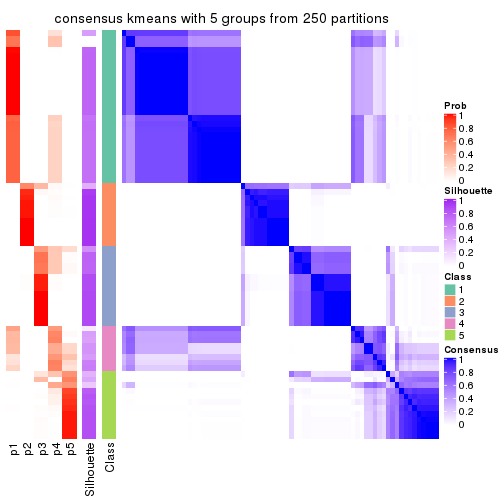 consensus kmeans with 5 groups from 250 partitions
Prob
1
0.8
0.6
0.4
0.2
0
Silhouette
1
0.8
0.6
0.4
0.2
0
Class
1
2
3
4
5
Consensus
1
0.8
0.6
0.4
0.2
0
p1
p2
p3
p4
p5
Silhouette
Class